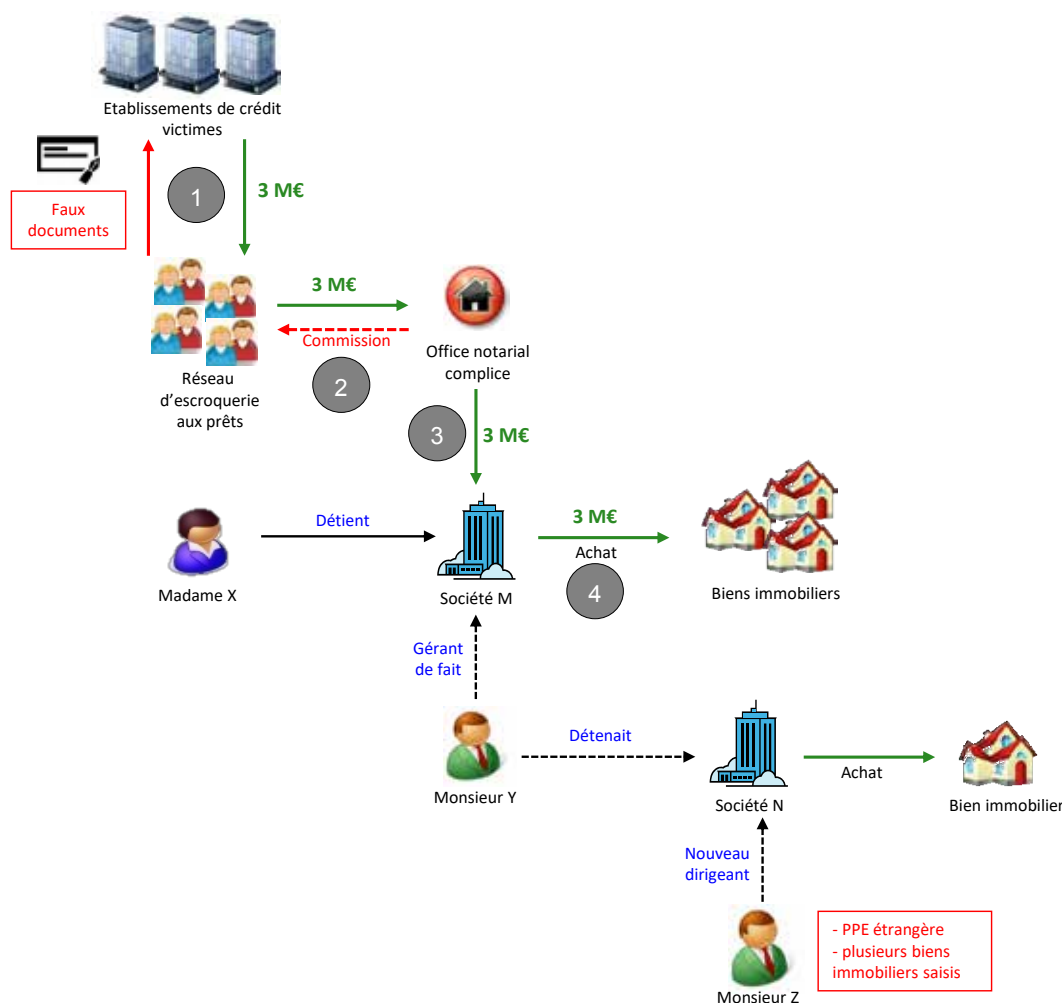 Etablissements de crédit
victimes
Faux
documents
1
3 M€
3 M€
Commission
2
Réseau
d'escroquerie
aux prêts
Office notarial
complice
3
3 M€
Madame X
Détient
Société M
3 M€
Achat
4
Biens immobiliers
Gérant
de fait
Monsieur Y
Détenait
Société N
Achat
Bien immobilier
Nouveau
dirigeant
Monsieur Z
- PPE étrangère
- plusieurs biens
immobiliers saisis